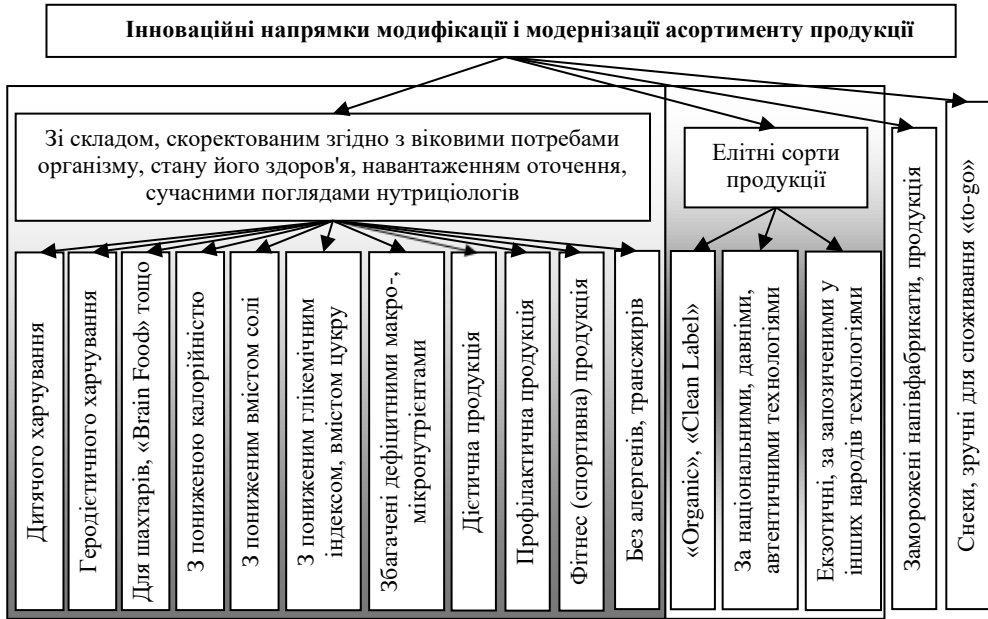 Інноваційні напрямки модифікації і модернізації асортименту продукції
Зі складом, скоректованим згідно з віковими потребами
організму, стану його здоров'я, навантаженням оточення,
сучасними поглядами нутриціологів
Елітні сорти
продукції
Дитячого харчування
Геродієтичного харчування
Для шахтарів, «Brain Food» тощо
З пониженою калорійністю
З пониженим вмістом солі
З пониженим глікемічним
індексом, вмістом цукру
Збагачені дефіцитними макро-,
мікронутрієнтами
Дієтична продукція
Профілактична продукція
Фітнес (спортивна) продукція
Без алергенів, трансжирів
«Organic», «Clean Label»
За національними, давніми,
автентичними технологіями
Екзотичні, за запозиченими у
інших народів технологіями
Заморожені напівфабрикати, продукція
Снеки, зручні для споживання «to-go»